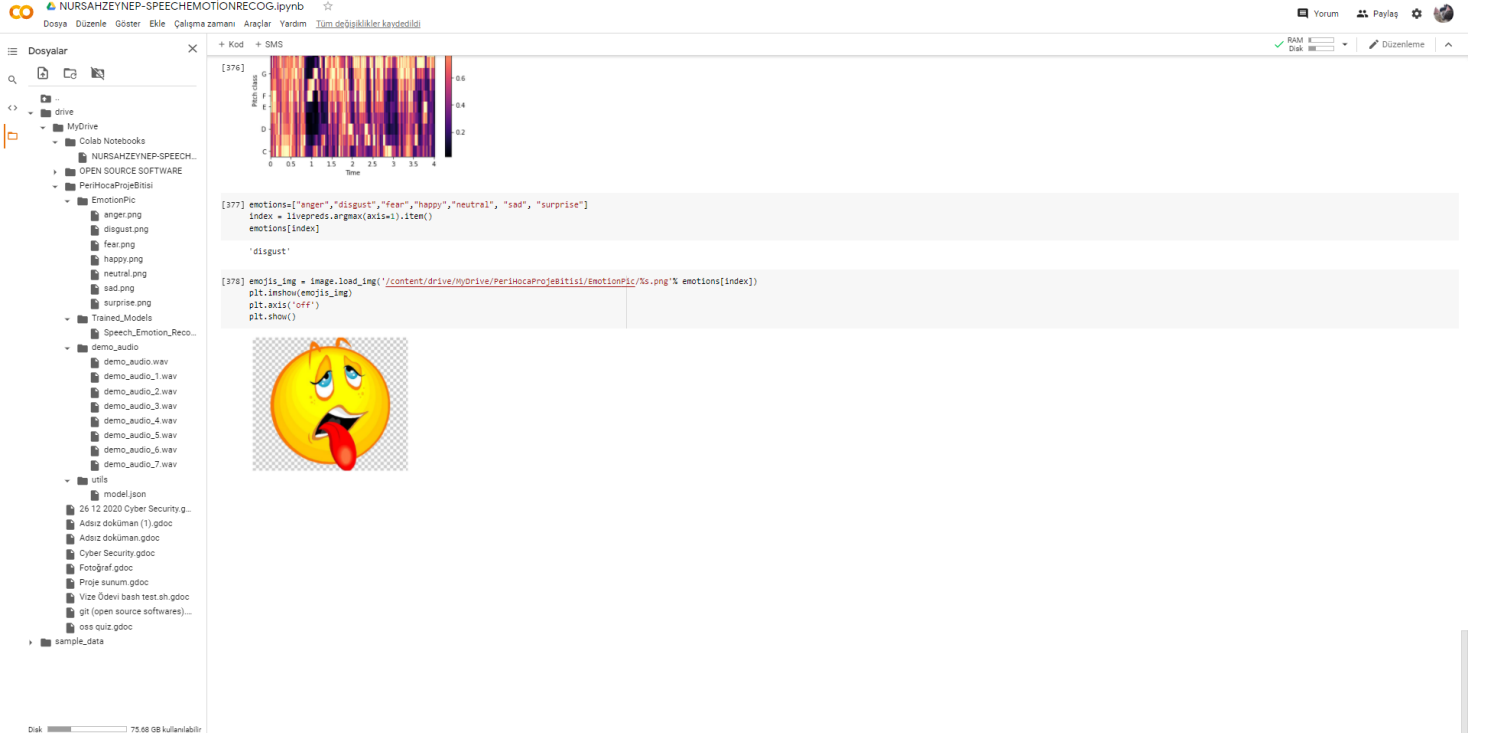 NURSAHZEYNEP-SPEECHEMOTİONRECOG.ipynb
Dosya Düzenle Göster Ekle Çalışma zamanı Araçlar Yardım Tüm değişiklikler kaydedildi
Yorum Paylaş
Dosyalar
+ Kod + SMS
RAM
Disk
Düzenleme
..
drive
MyDrive
Colab Notebooks
NURSAHZEYNEP-SPEECH...
OPEN SOURCE SOFTWARE
PeriHocaProjeBitisi
EmotionPic
anger.png
disgust.png
fear.png
happy.png
neutral.png
sad.png
surprise.png
Trained_Models
Speech_Emotion_Reco...
demo_audio
demo_audio.wav
demo_audio_1.wav
demo_audio_2.wav
demo_audio_3.wav
demo_audio_4.wav
demo_audio_5.wav
demo_audio_6.wav
demo_audio_7.wav
utils
model.json
26 12 2020 Cyber Security.g...
Adsız doküman (1).gdoc
Adsız doküman.gdoc
Cyber Security.gdoc
Fotoğraf.gdoc
Proje sunum.gdoc
Vize Ödevi bash test.sh.gdoc
git (open source softwares)....
oss quiz.gdoc
sample_data
Disk 75.68 GB kullanılabilir
[376]
Pitch class
G
F
E
D
C
0.6
0.4
0.2
0 0.5 1 1.5 2 2.5 3 3.5 4
Time
[377] emotions=["anger","disgust","fear","happy","neutral", "sad", "surprise"]
index = livepreds.argmax(axis=1).item()
emotions[index]
'disgust'
[378] emojis_img = image.load_img('/content/drive/MyDrive/PeriHocaProjeBitisi/EmotionPic/%s.png'% emotions[index])
plt.imshow(emojis_img)
plt.axis('off')
plt.show()